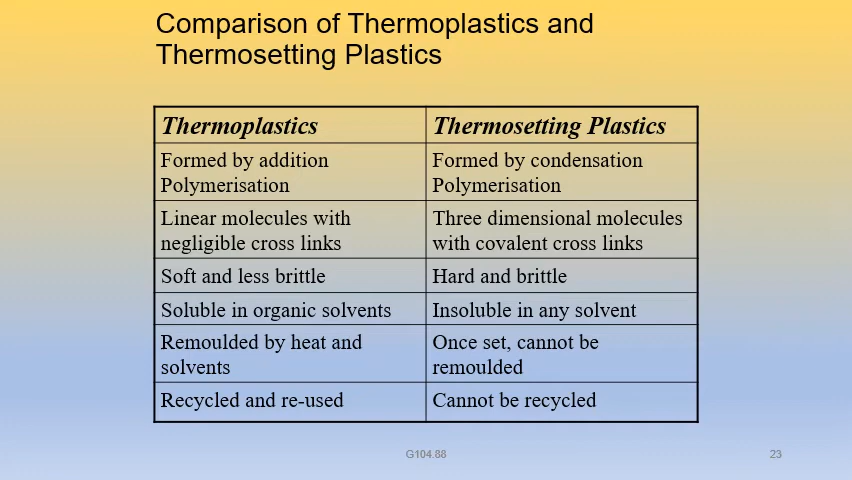 Comparison of Thermoplastics and
Thermosetting Plastics
Thermoplastics
Thermosetting Plastics
Formed by addition
Polymerisation
Formed by condensation
Polymerisation
Linear molecules with
negligible cross links
Three dimensional molecules
with covalent cross links
Soft and less brittle
Hard and brittle
Soluble in organic solvents
Insoluble in any solvent
Remoulded by heat and
solvents
Once set, cannot be
remoulded
Recycled and re-used
Cannot be recycled
G104.88
23